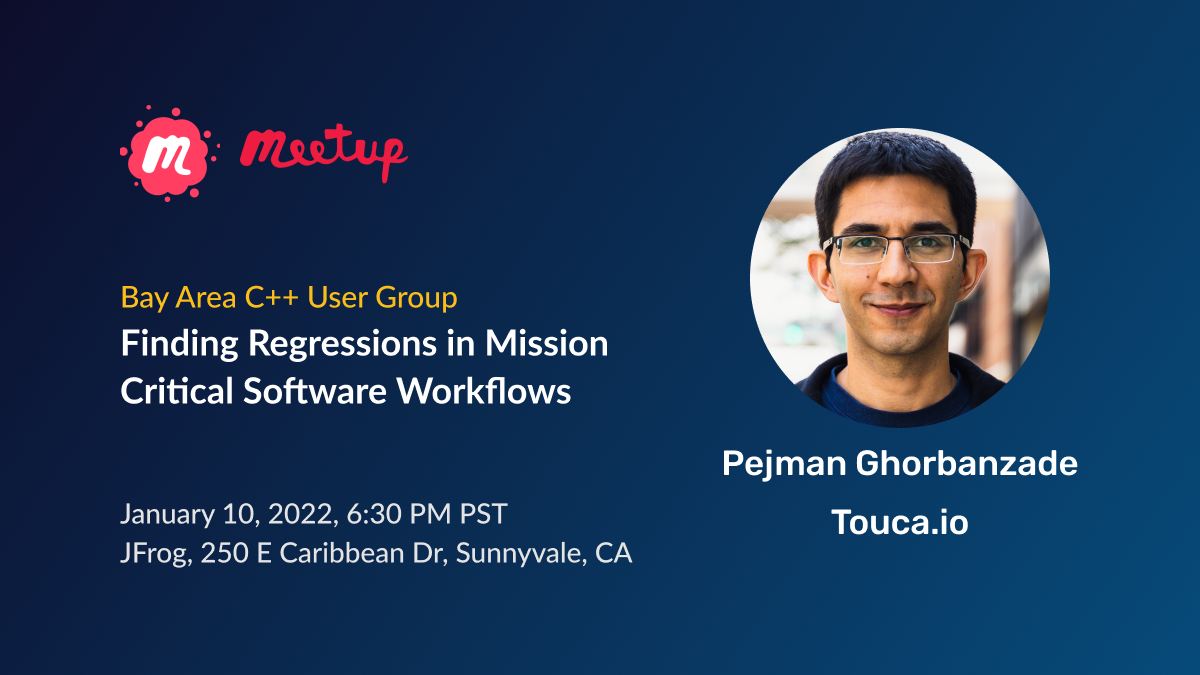 m meetup
Bay Area C++ User Group
Finding Regressions in Mission
Critical Software Workflows
January 10, 2022, 6:30 PM PST
JFrog, 250 E Caribbean Dr, Sunnyvale, CA
Pejman Ghorbanzade
Touca.io